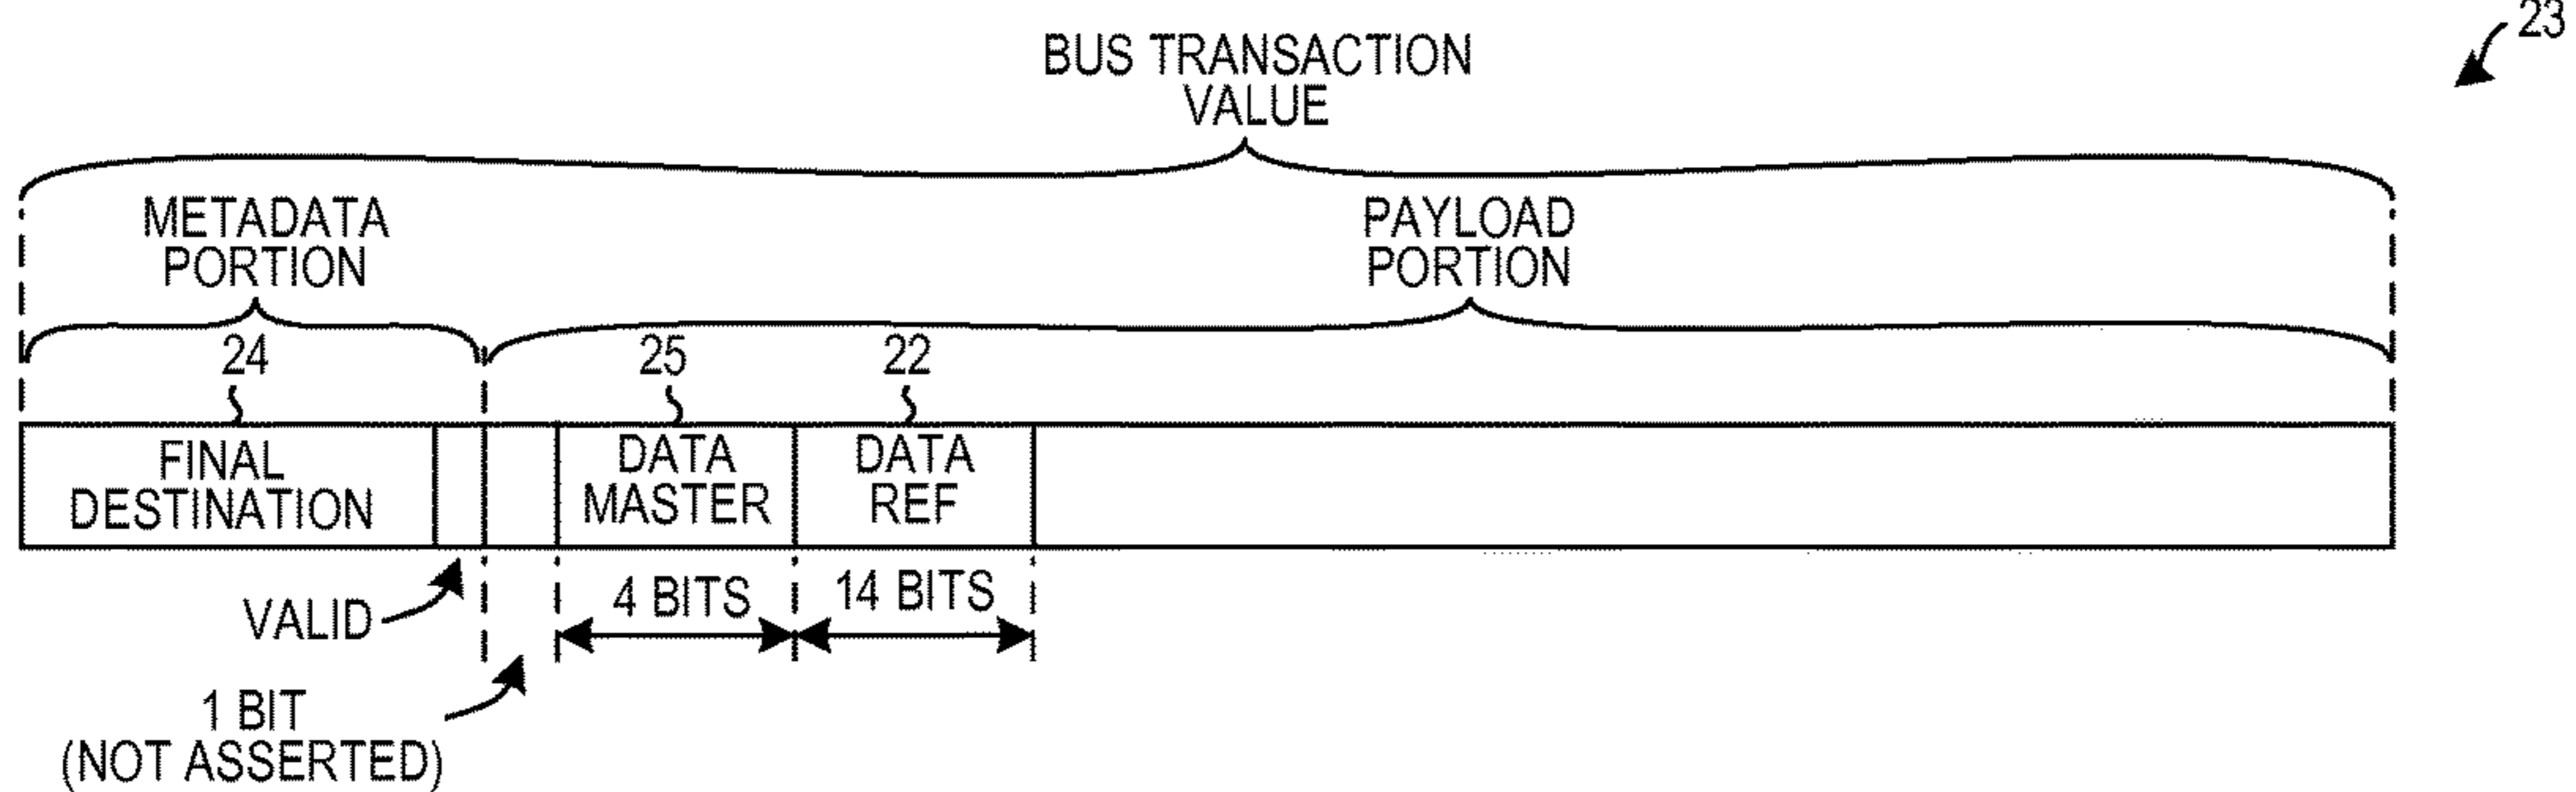 23
BUS TRANSACTION
VALUE
METADATA
PORTION
PAYLOAD
PORTION
24
25
22
FINAL
DESTINATION
DATA
MASTER
DATA
REF
VALID
4 BITS
14 BITS
1 BIT
(NOT ASSERTED)